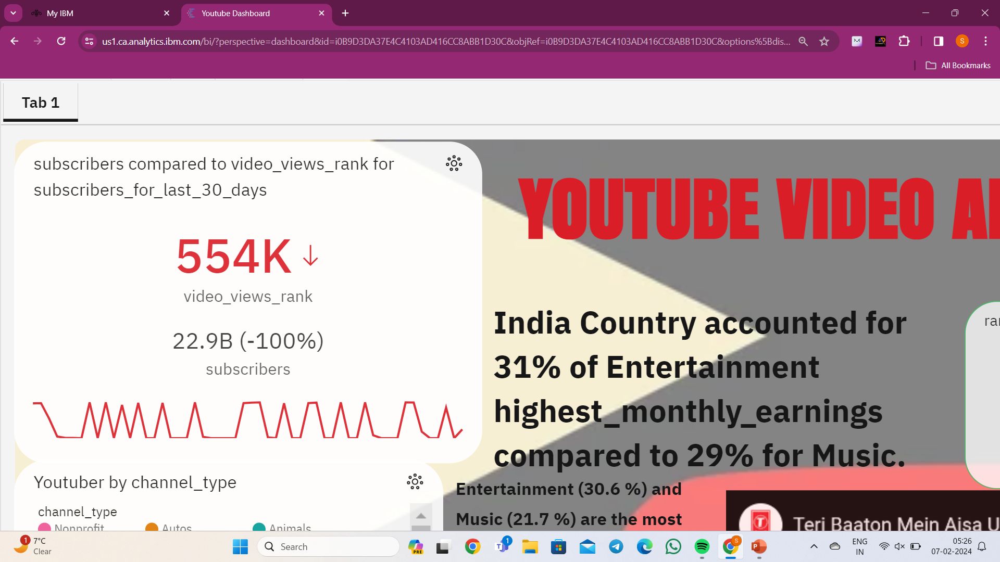 My IBM
Youtube Dashboard
us1.ca.analytics.ibm.com/bi/?perspective=dashboard&id=i0B9D3DA37E4C4103AD416CC8ABB1D30C&objRef=i0B9D3DA37E4C4103AD416CC8ABB1D30C&options%5Bdis...
S
All Bookmarks
Tab 1
subscribers compared to video_views_rank for
subscribers_for_last_30_days
554K
video_views_rank
22.9B (-100%)
subscribers
YOUTUBE VIDEO
India Country accounted for
31% of Entertainment
highest_monthly_earnings
compared to 29% for Music.
Youtuber by channel_type
channel_type
Nonprofit Autos Animals
Entertainment (30.6 %) and
Music (21.7 %) are the most
Teri Baaton Mein Aisa
1
7°C
Clear
Search
PRE
1
S
ENG
IN
05:26
07-02-2024